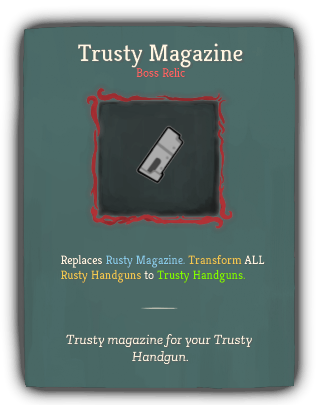 Trusty Magazine
Boss Relic
Replaces Rusty Magazine. Transform ALL
Rusty Handguns to Trusty Handguns.
Trusty magazine for your Trusty
Handgun.